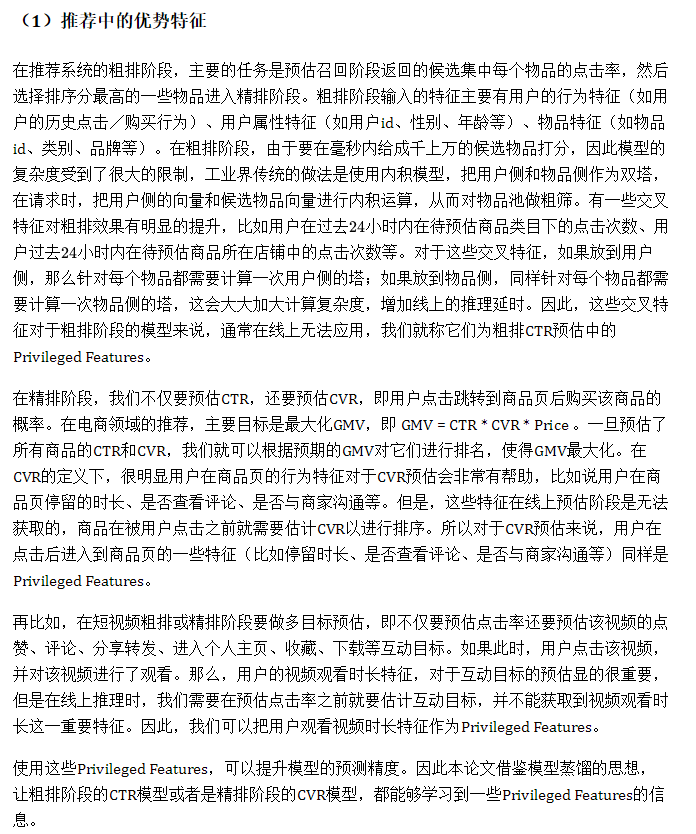 （1）推荐中的优势特征
在推荐系统的粗排阶段，主要的任务是预估召回阶段返回的候选集中每个物品的点击率，然后
选择排序分最高的一些物品进入精排阶段。粗排阶段输入的特征主要有用户的行为特征（如用
户的历史点击／购买行为）、用户属性特征（如用户id、性别、年龄等）、物品特征（如物品
id、类别、品牌等）。在粗排阶段，由于要在毫秒内给成千上万的候选物品打分，因此模型的
复杂度受到了很大的限制，工业界传统的做法是使用内积模型，把用户侧和物品侧作为双塔，
在请求时，把用户侧的向量和候选物品向量进行内积运算，从而对物品池做粗筛。有一些交叉
特征对粗排效果有明显的提升，比如用户在过去24小时内在待预估商品类目下的点击次数、用
户过去24小时内在待预估商品所在店铺中的点击次数等。对于这些交叉特征，如果放到用户
侧，那么针对每个物品都需要计算一次用户侧的塔；如果放到物品侧，同样针对每个物品都需
要计算一次物品侧的塔，这会大大加大计算复杂度，增加线上的推理延时。因此，这些交叉特
征对于粗排阶段的模型来说，通常在线上无法应用，我们就称它们为粗排CTR预估中的
Privileged Features。
在精排阶段，我们不仅要预估CTR，还要预估CVR，即用户点击跳转到商品页后购买该商品的
概率。在电商领域的推荐，主要目标是最大化GMV，即 GMV = CTR * CVR * Price 。一旦预估了
所有商品的CTR和CVR，我们就可以根据预期的GMV对它们进行排名，使得GMV最大化。在
CVR的定义下，很明显用户在商品页的行为特征对于CVR预估会非常有帮助，比如说用户在商
品页停留的时长、是否查看评论、是否与商家沟通等。但是，这些特征在线上预估阶段是无法
获取的，商品在被用户点击之前就需要估计CVR以进行排序。所以对于CVR预估来说，用户在
点击后进入到商品页的一些特征（比如停留时长、是否查看评论、是否与商家沟通等）同样是
Privileged Features。
再比如，在短视频粗排或精排阶段要做多目标预估，即不仅要预估点击率还要预估该视频的点
赞、评论、分享转发、进入个人主页、收藏、下载等互动目标。如果此时，用户点击该视频，
并对该视频进行了观看。那么，用户的视频观看时长特征，对于互动目标的预估显的很重要，
但是在线上推理时，我们需要在预估点击率之前就要估计互动目标，并不能获取到视频观看时
长这一重要特征。因此，我们可以把用户观看视频时长特征作为Privileged Features。
使用这些Privileged Features，可以提升模型的预测精度。因此本论文借鉴模型蒸馏的思想，
让粗排阶段的CTR模型或者是精排阶段的CVR模型，都能够学习到一些Privileged Features的信
息。